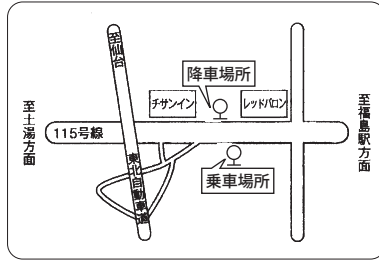 至仙台
降車場所
チサンイン
レッドバロン
至土湯方面
115号線
至福島駅方面
東北自動車道
乗車場所